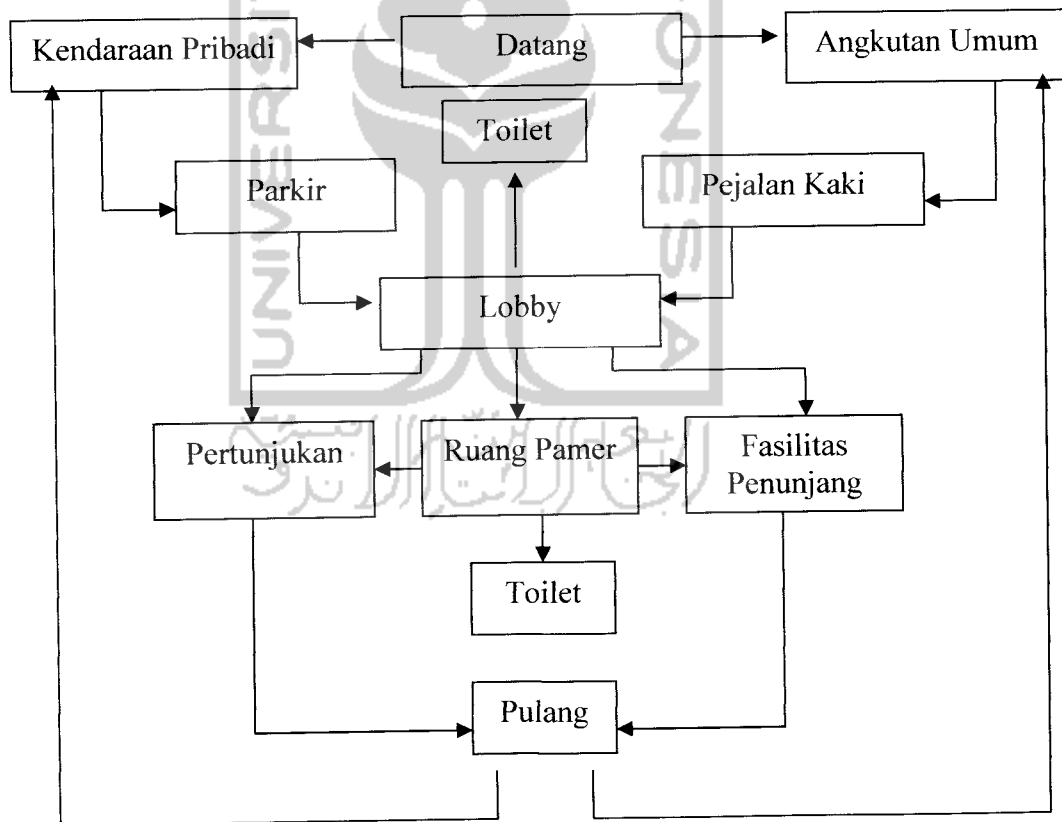 Kendaraan Pribadi
Datang
Angkutan Umum
Toilet
Parkir
Pejalan Kaki
Lobby
Pertunjukan
Ruang Pamer
Fasilitas
Penunjang
Toilet
Pulang